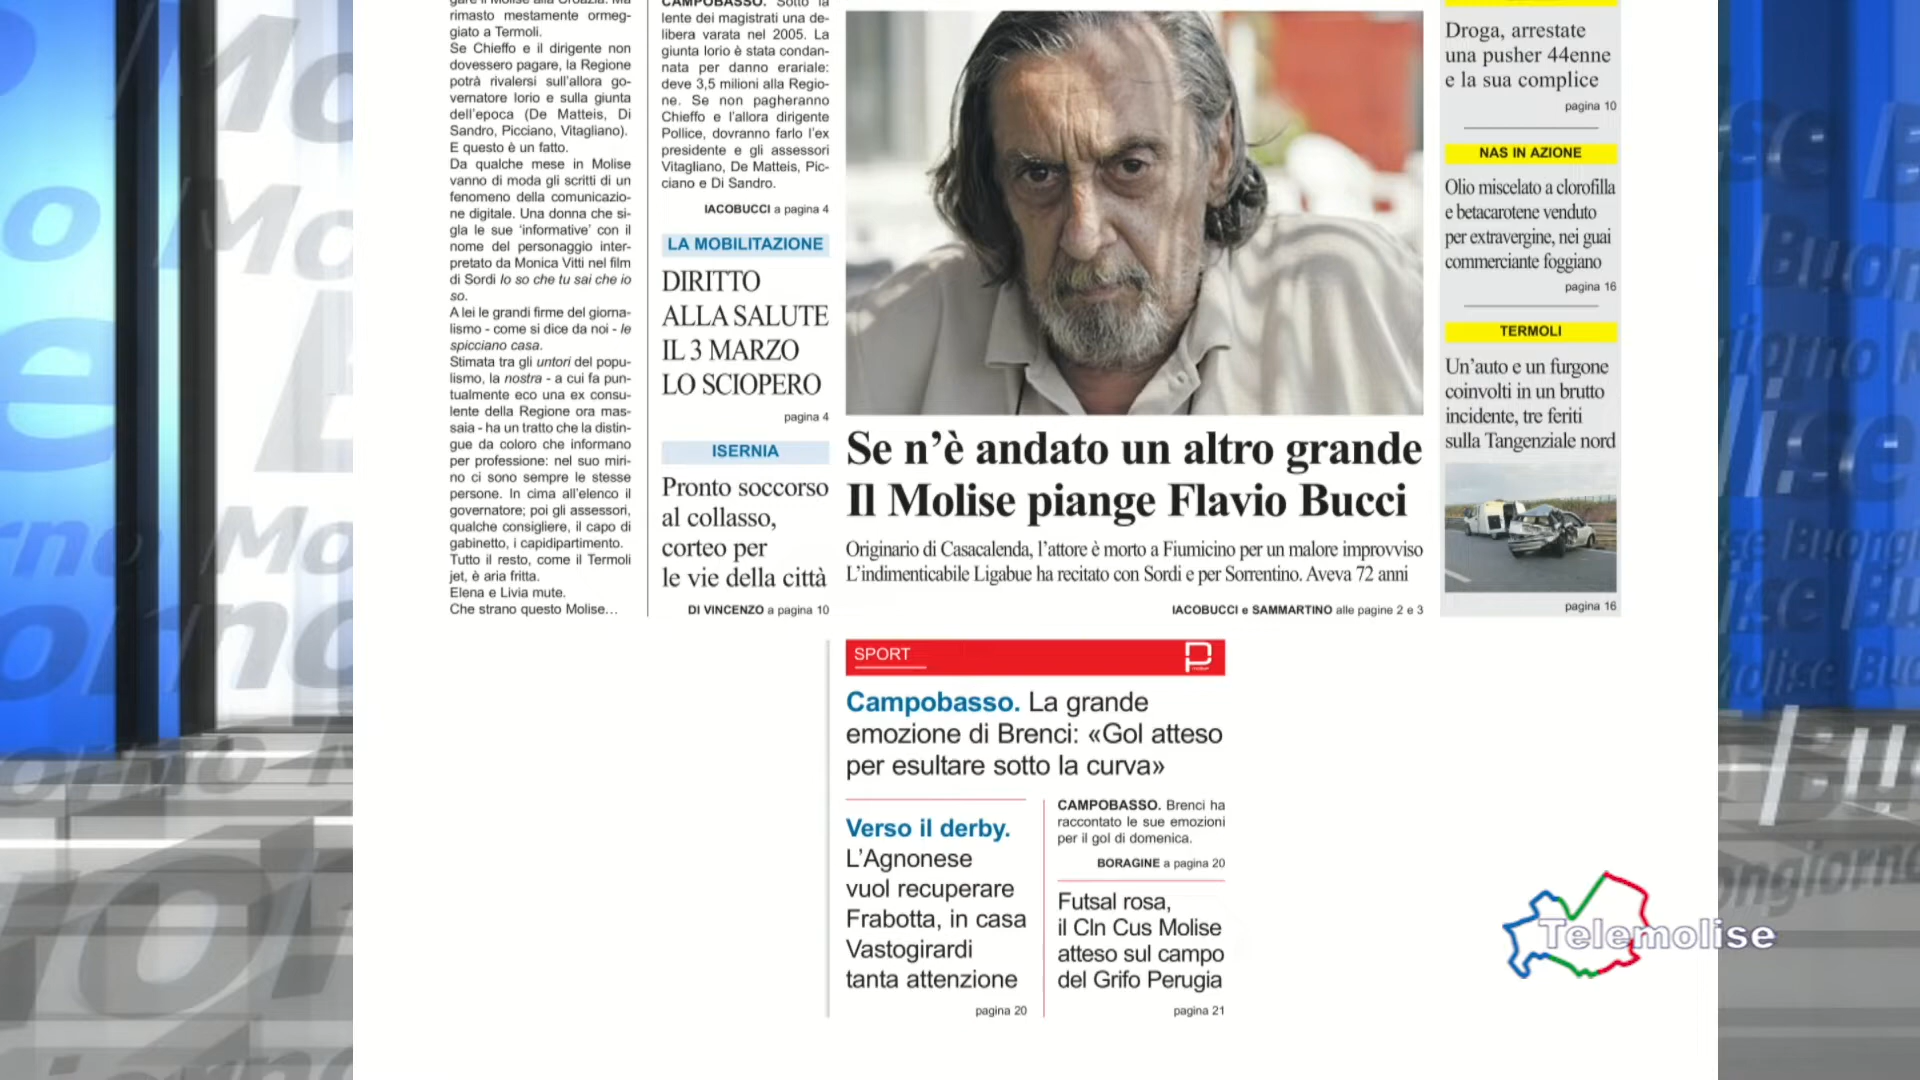 gare il Molise alla Croazia. Ma
rimasto mestamente ormeg-
giato a Termoli.
Se Chieffo e il dirigente non
dovessero pagare, la Regione
potrà rivalersi sull'allora go-
vernatore Iorio e sulla giunta
dell'epoca (De Matteis, Di
Sandro, Picciano, Vitagliano).
E questo è un fatto.
Da qualche mese in Molise
vanno di moda gli scritti di un
fenomeno della comunicazio-
ne digitale. Una donna che si-
gla le sue 'informative' con il
nome del personaggio inter-
pretato da Monica Vitti nel film
di Sordi Io so che tu sai che io
so.
A lei le grandi firme del giorna-
lismo - come si dice da noi - le
spicciano casa.
Stimata tra gli untori del popu-
lismo, la nostra - a cui fa pun-
tualmente eco una ex consu-
lente della Regione ora mas-
saia - ha un tratto che la distin-
gue da coloro che informano
per professione: nel suo miri-
no ci sono sempre le stesse
persone. In cima all'elenco il
governatore; poi gli assessori,
qualche consigliere, il capo di
gabinetto, i capidipartimento.
Tutto il resto, come il Termoli
jet, è aria fritta.
Elena e Livia mute.
Che strano questo Molise…
CAMPOBASSO. Sotto la
lente dei magistrati una de-
libera varata nel 2005. La
giunta Iorio è stata condan-
nata per danno erariale:
deve 3,5 milioni alla Regio-
ne. Se non pagheranno
Chieffo e l'allora dirigente
Pollice, dovranno farlo l'ex
presidente e gli assessori
Vitagliano, De Matteis, Pic-
ciano e Di Sandro.
IACOBUCCI a pagina 4
LA MOBILITAZIONE
DIRITTO
ALLA SALUTE
IL 3 MARZO
LO SCIOPERO
pagina 4
ISERNIA
Pronto soccorso
al collasso,
corteo per
le vie della città
DI VINCENZO a pagina 10
Se n'è andato un altro grande
Il Molise piange Flavio Bucci
Originario di Casacalenda, l'attore è morto a Fiumicino per un malore improvviso
L'indimenticabile Ligabue ha recitato con Sordi e per Sorrentino. Aveva 72 anni
IACOBUCCI e SAMMARTINO alle pagine 2 e 3
Droga, arrestate
una pusher 44enne
e la sua complice
pagina 10
NAS IN AZIONE
Olio miscelato a clorofilla
e betacarotene venduto
per extravergine, nei guai
commerciante foggiano
pagina 16
TERMOLI
Un'auto e un furgone
coinvolti in un brutto
incidente, tre feriti
sulla Tangenziale nord
pagina 16
SPORT
Campobasso. La grande
emozione di Brenci: «Gol atteso
per esultare sotto la curva»
Verso il derby.
L'Agnonese
vuol recuperare
Frabotta, in casa
Vastogirardi
tanta attenzione
pagina 20
CAMPOBASSO. Brenci ha
raccontato le sue emozioni
per il gol di domenica.
BORAGINE a pagina 20
Futsal rosa,
il Cln Cus Molise
atteso sul campo
del Grifo Perugia
pagina 21
Telemolise